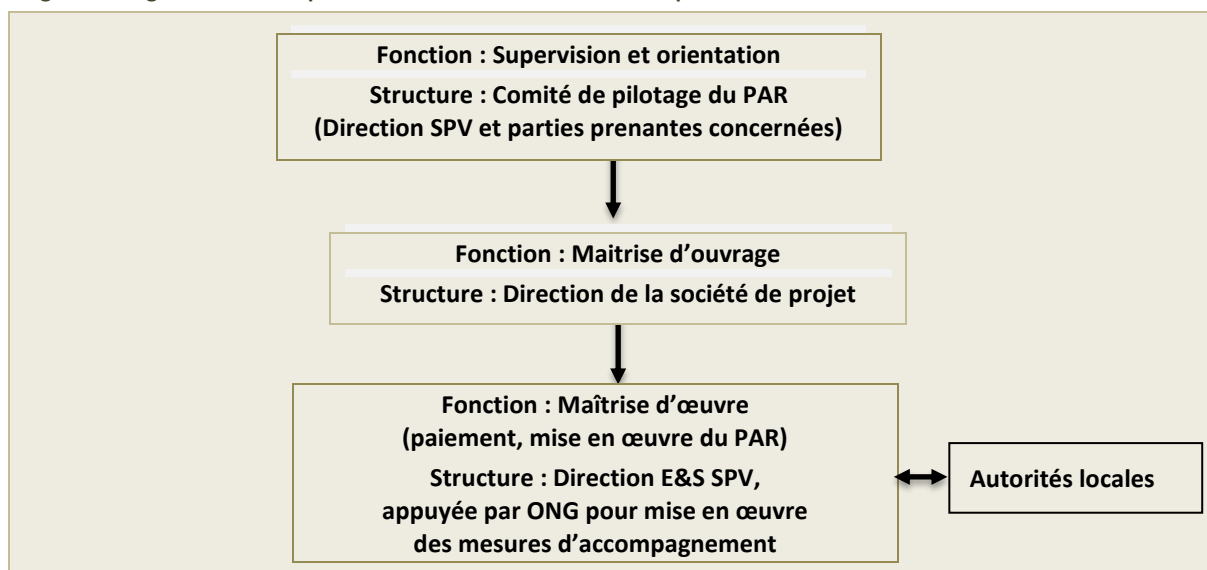 Fonction : Supervision et orientation
Structure : Comité de pilotage du PAR
(Direction SPV et parties prenantes concernées)
Fonction : Maitrise d’ouvrage
Structure : Direction de la société de projet
Fonction : Maîtrise d’œuvre
(paiement, mise en œuvre du PAR)
Structure : Direction E&S SPV,
appuyée par ONG pour mise en œuvre
des mesures d’accompagnement
Autorités locales